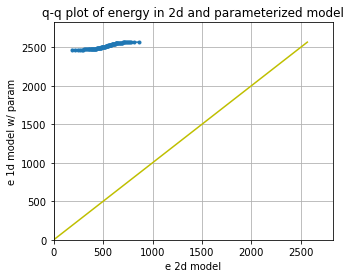 q-q plot of energy in 2d and parameterized model
2500
2000
1500
1000
500
0
e 1d model w/ param
0 500 1000 1500 2000 2500
e 2d model